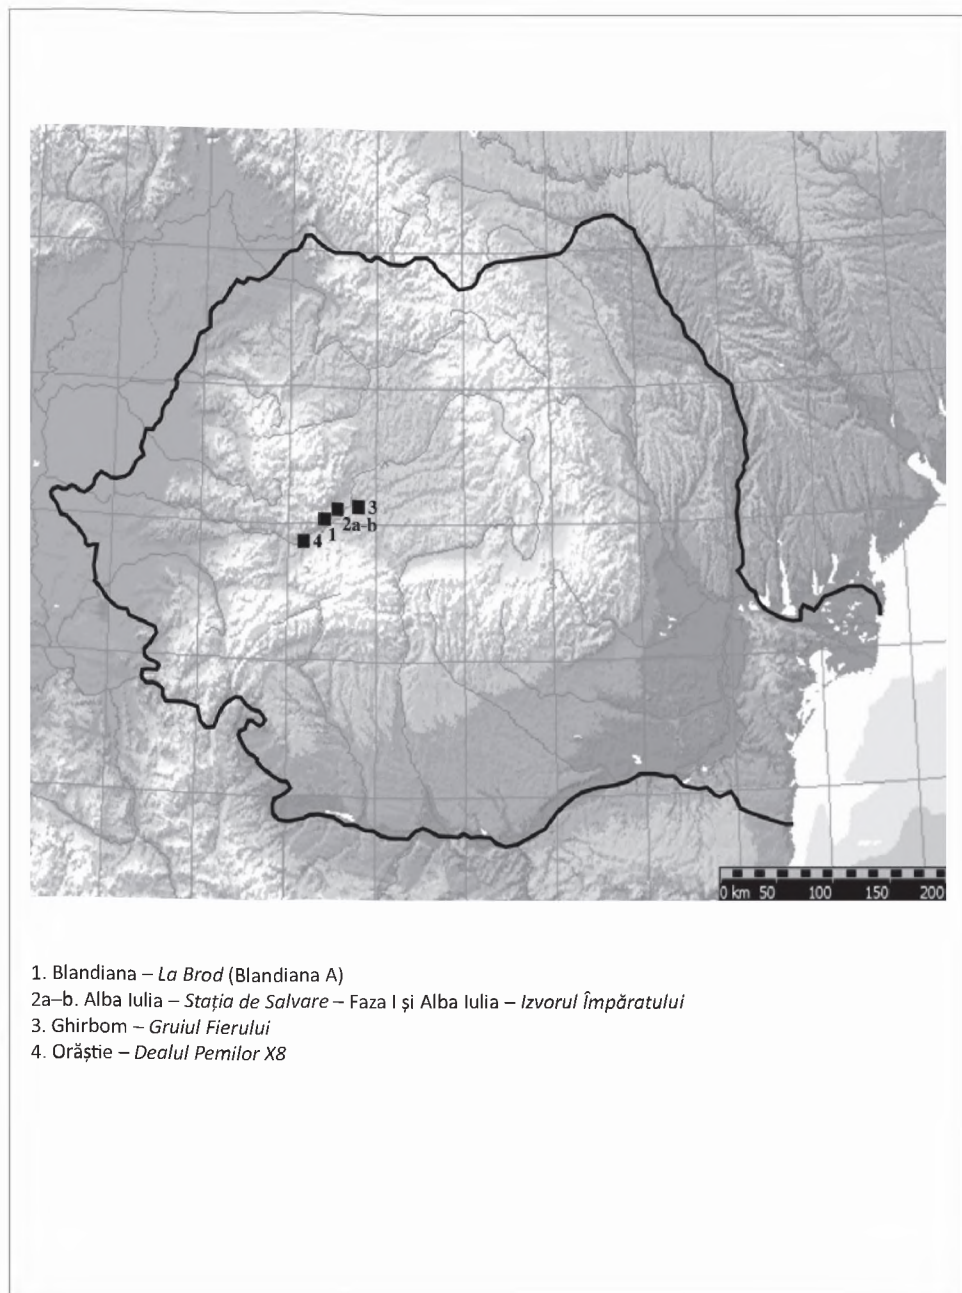 3
2a-b
1
4
0 km 50 100 150 200
1. Blandiana – La Brod (Blandiana A)
2a–b. Alba Iulia – Stația de Salvare – Faza I și Alba Iulia – Izvorul Împăratului
3. Ghirbom – Gruiul Fierului
4. Orăștie – Dealul Pemilor X8